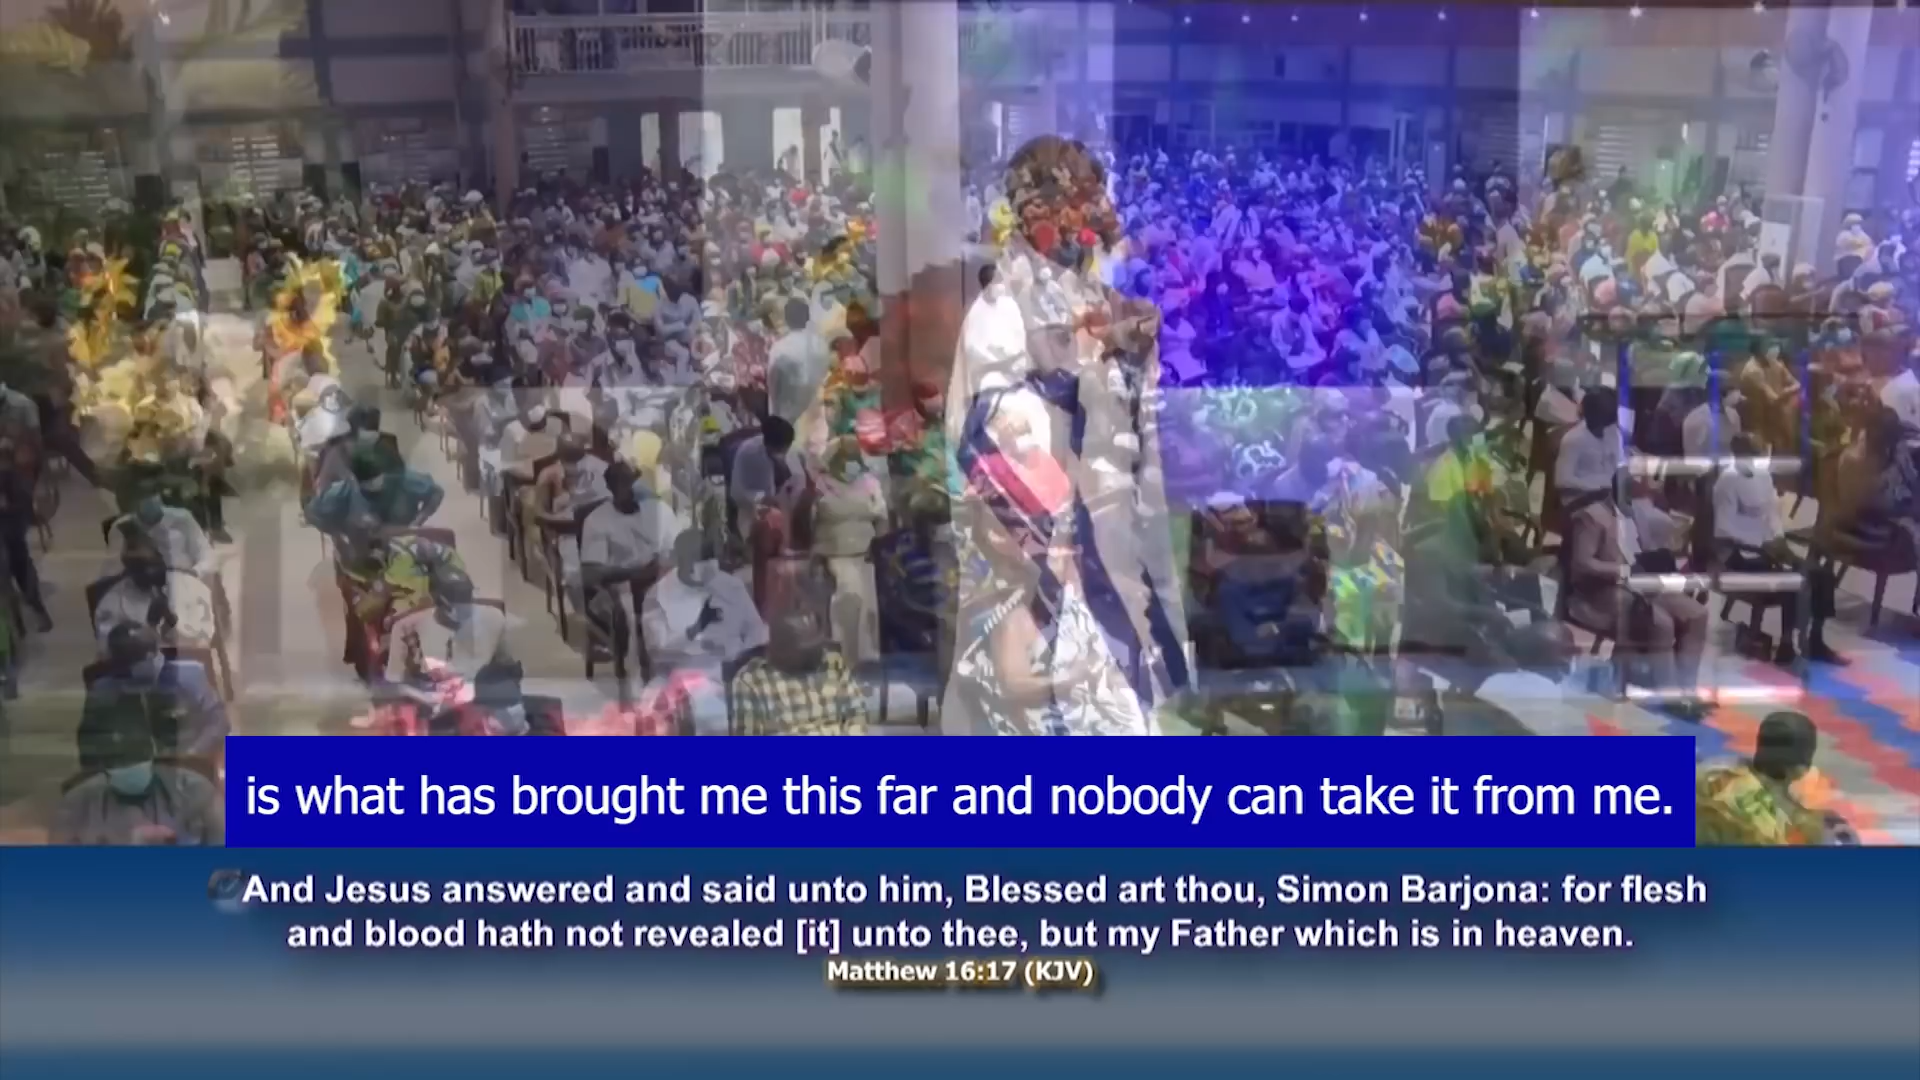 is what has brought me this far and nobody can take it from me.
And Jesus answered and said unto him, Blessed art thou, Simon Barjona: for flesh
and blood hath not revealed [it] unto thee, but my Father which is in heaven.
Matthew 16:17 (KJV)